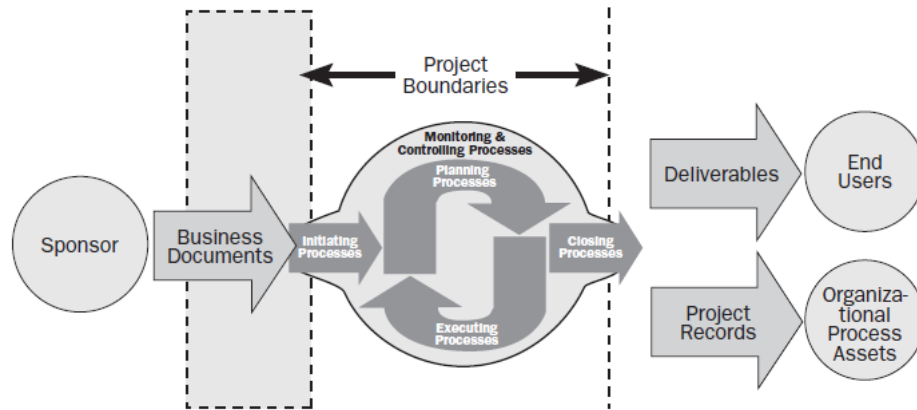 Project
Boundaries
Monitoring &
Controlling Processes
Planning
Processes
Sponsor
Business
Documents
Initiating
Processes
Closing
Processes
Executing
Processes
Deliverables
End
Users
Project
Records
Organiza-
tional
Process
Assets